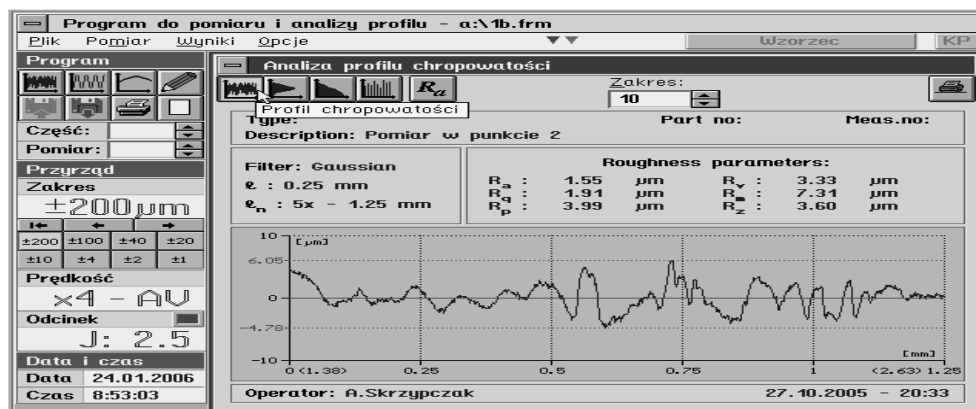 Program do pomiaru i analizy profilu - a:\1b.frm
Plik Pomiar Wyniki Opcje Wzorzec KP
Program
Część:
Pomiar:
Przyrząd
Zakres
±200µm
±200 ±100 ±40 ±20
±10 ±4 ±2 ±1
Prędkość
×4 - AV
Odcinek
J: 2.5
Data i czas
Data 24.01.2006
Czas 8:53:03
Analiza profilu chropowatości
Ra
Zakres:
10
Profil chropowatości
Type: Part no: Meas.no:
Description: Pomiar w punkcie 2
Filter: Gaussian
ℓ : 0.25 mm
ℓn : 5x - 1.25 mm
Roughness parameters:
Ra : 1.55 µm Rv : 3.33 µm
Rq : 1.91 µm Rm : 7.31 µm
Rp : 3.99 µm Rz : 3.60 µm
10 [µm]
6.05
0
-4.78
-10 [mm]
0 (1.38) 0.25 0.5 0.75 1 (2.63) 1.25
Operator: A.Skrzypczak 27.10.2005 - 20:33